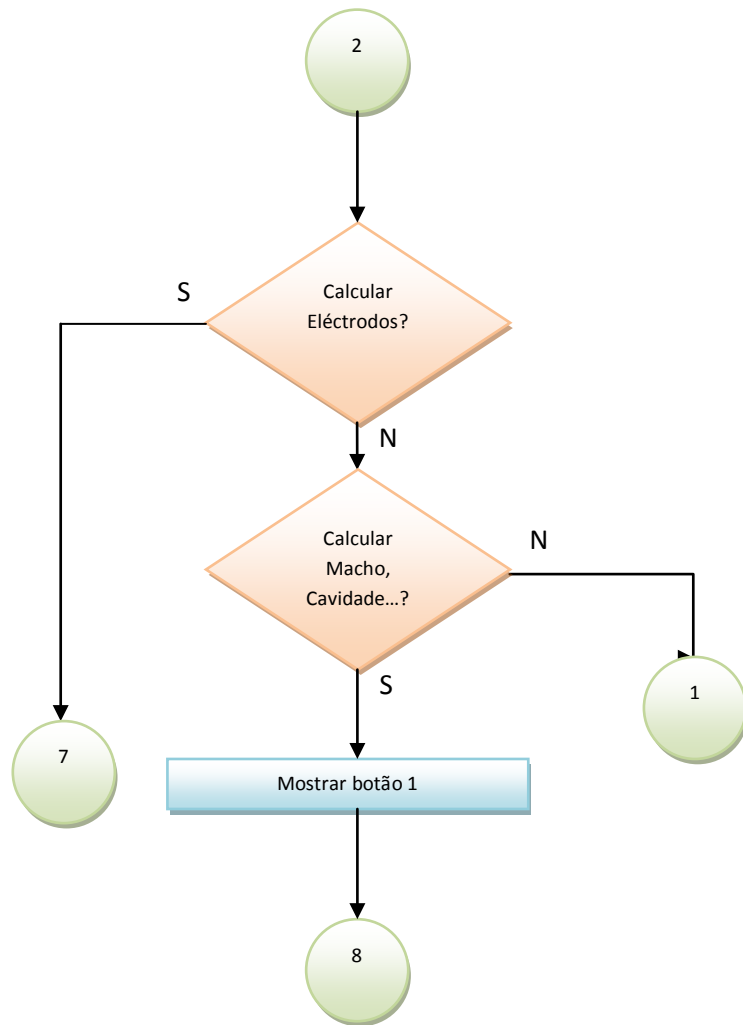 2
S
Calcular
Eléctrodos?
N
Calcular
Macho,
Cavidade...?
N
S
1
7
Mostrar botão 1
8